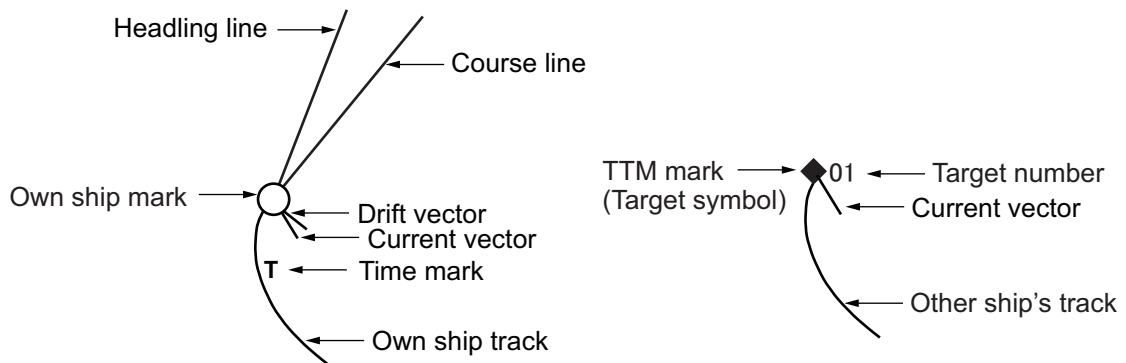 Headling line
Course line
Own ship mark
Drift vector
Current vector
T
Time mark
Own ship track
TTM mark
(Target symbol)
01
Target number
Current vector
Other ship's track